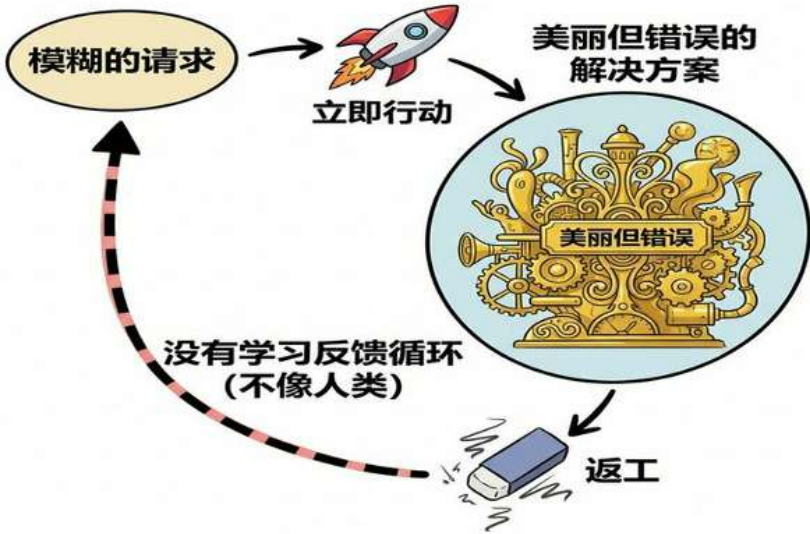 模糊的请求
立即行动
美丽但错误的
解决方案
美丽但错误
没有学习反馈循环
(不像人类)
返工